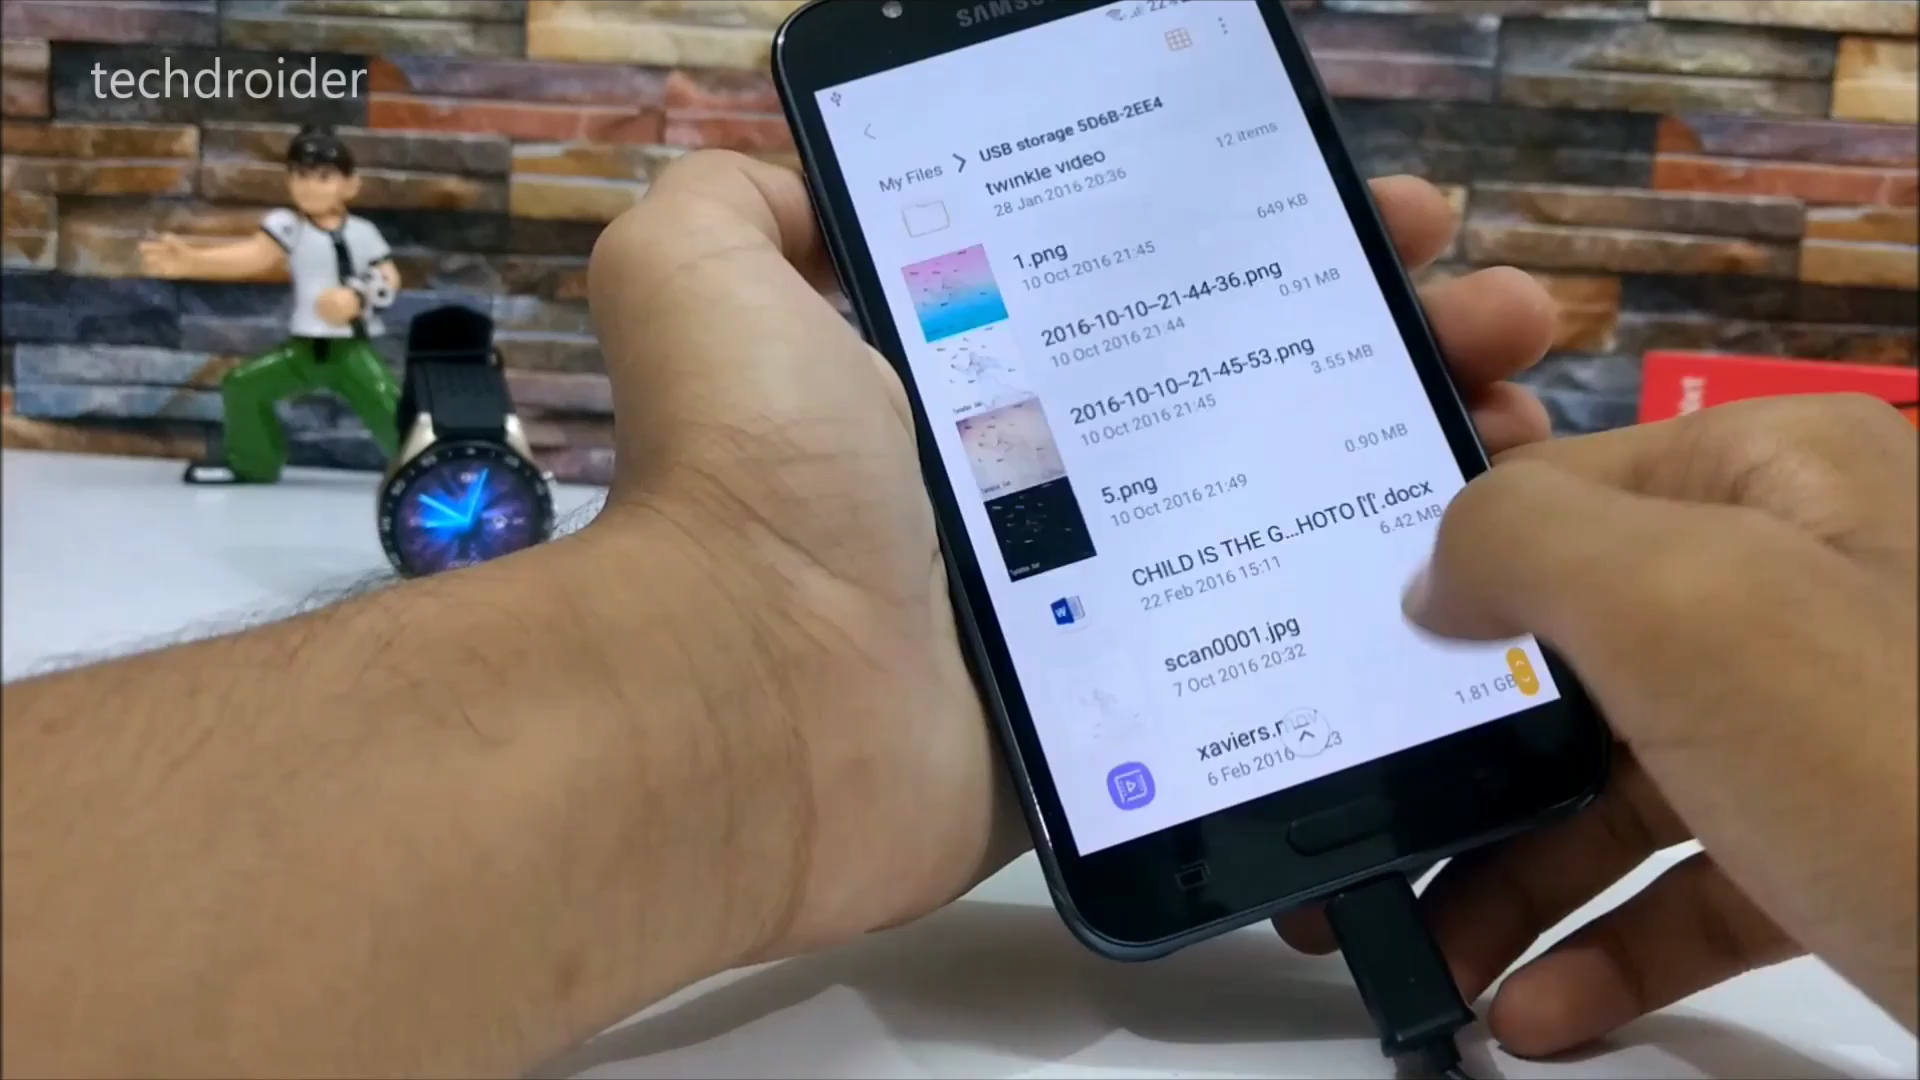 techdroider
SAMSUNG
My Files > USB storage 5D6B-2EE4
twinkle video
28 Jan 2016 20:36
12 items
1.png
10 Oct 2016 21:45
649 KB
2016-10-10–21-44-36.png
10 Oct 2016 21:44
0.91 MB
2016-10-10–21-45-53.png
10 Oct 2016 21:45
3.55 MB
5.png
10 Oct 2016 21:49
0.90 MB
CHILD IS THE G...HOTO ['['.docx
22 Feb 2016 15:11
6.42 MB
W
scan0001.jpg
7 Oct 2016 20:32
xaviers.mov
6 Feb 2016
1.81 GB